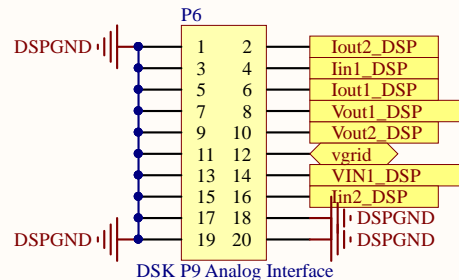 P6
DSPGND 1 2 Iout2_DSP
3 4 Iin1_DSP
5 6 Iout1_DSP
7 8 Vout1_DSP
9 10 Vout2_DSP
11 12 vgrid
13 14 VIN1_DSP
15 16 Iin2_DSP
17 18 DSPGND
DSPGND 19 20 DSPGND
DSK P9 Analog Interface